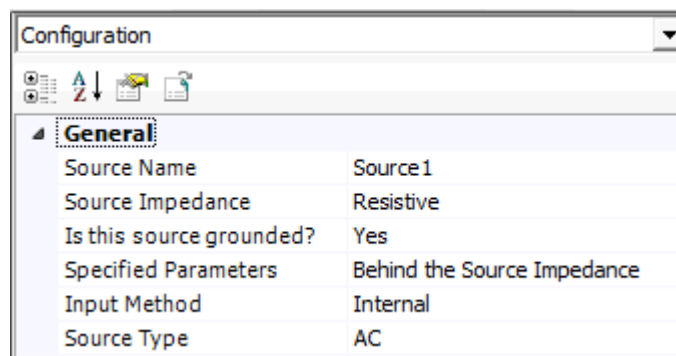 Configuration
A Z
General
Source Name Source1
Source Impedance Resistive
Is this source grounded? Yes
Specified Parameters Behind the Source Impedance
Input Method Internal
Source Type AC